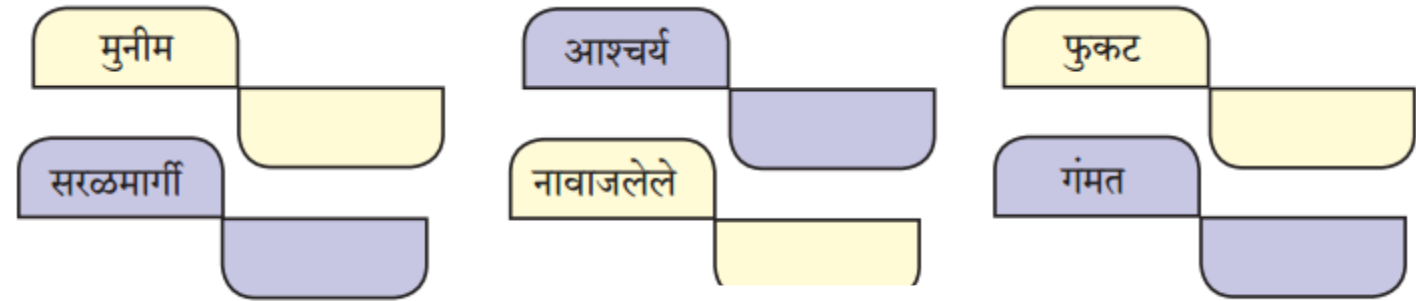 मुनीम
आश्चर्य
फुकट
सरळमार्गी
नावाजलेले
गंमत